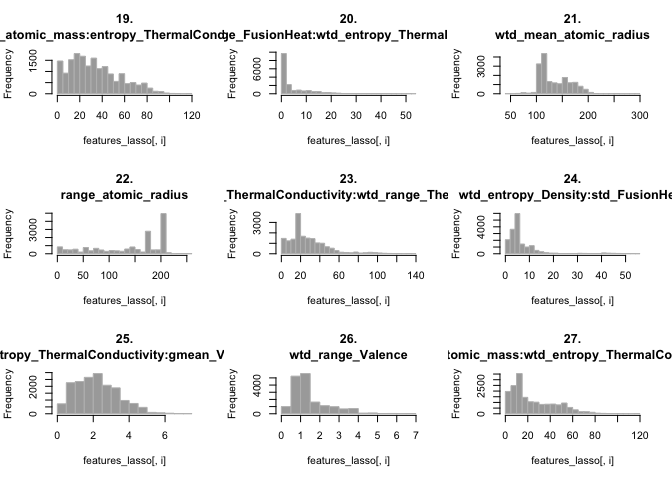 19.
_atomic_mass:entropy_ThermalCond
Frequency
0 1500
0 20 40 60 80 120
features_lasso[, i]
20.
ge_FusionHeat:wtd_entropy_Thermal
Frequency
0 6000
0 10 20 30 40 50
features_lasso[, i]
21.
wtd_mean_atomic_radius
Frequency
0 3000
50 100 200 300
features_lasso[, i]
22.
range_atomic_radius
Frequency
0 3000
0 50 100 200
features_lasso[, i]
23.
_ThermalConductivity:wtd_range_The
Frequency
0 3000
0 20 60 100 140
features_lasso[, i]
24.
wtd_entropy_Density:std_FusionHe
Frequency
0 4000
0 10 20 30 40 50
features_lasso[, i]
25.
tropy_ThermalConductivity:gmean_V
Frequency
0 2000
0 2 4 6
features_lasso[, i]
26.
wtd_range_Valence
Frequency
0 4000
0 1 2 3 4 5 6 7
features_lasso[, i]
27.
tomic_mass:wtd_entropy_ThermalCo
Frequency
0 2500
0 20 40 60 80 120
features_lasso[, i]